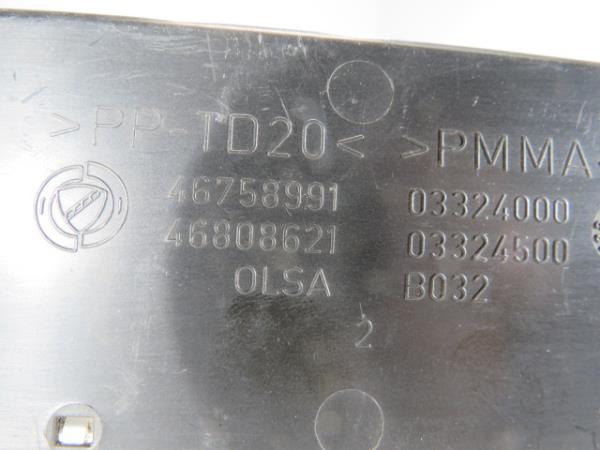 >PP-TD20< >PMMA<
46758991 03324000
46808621 03324500
OLSA B032
2